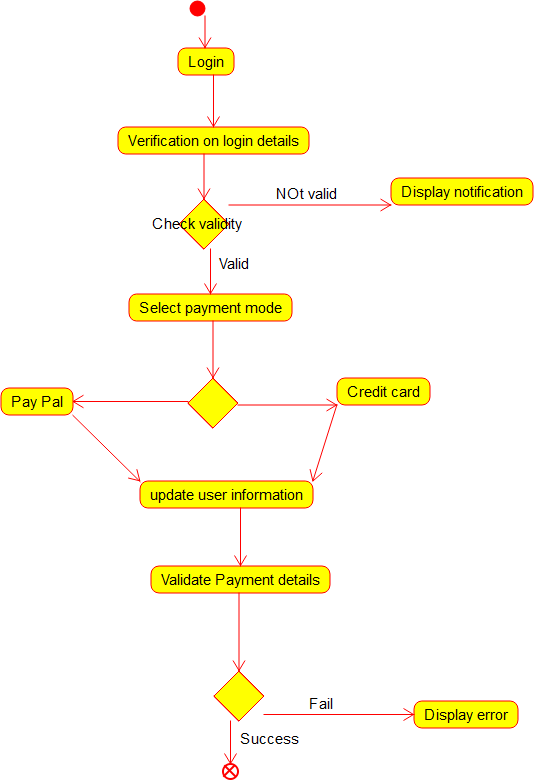 Login
Verification on login details
NOt valid
Display notification
Check validity
Valid
Select payment mode
Pay Pal
Credit card
update user information
Validate Payment details
Fail
Display error
Success